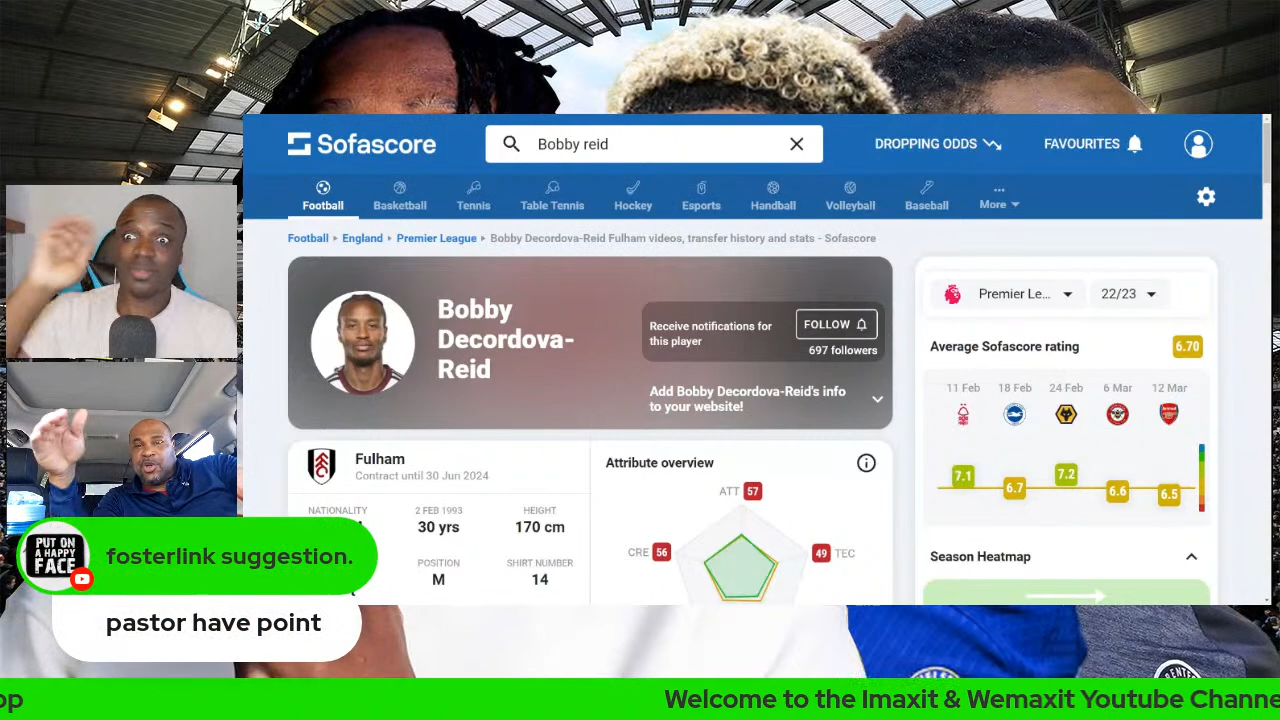 Sofascore
Bobby reid
DROPPING ODDS
FAVOURITES
Football
Basketball
Tennis
Table Tennis
Hockey
Esports
Handball
Volleyball
Baseball
More
Football
England
Premier League
Bobby Decordova-Reid Fulham videos, transfer history and stats - Sofascore
Bobby
Decordova-
Reid
Receive notifications for
this player
FOLLOW
697 followers
Add Bobby Decordova-Reid's info
to your website!
Premier Le...
22/23
Average Sofascore rating
6.70
11 Feb
18 Feb
24 Feb
6 Mar
12 Mar
7.1
6.7
7.2
6.6
6.5
Season Heatmap
Fulham
Contract until 30 Jun 2024
NATIONALITY
2 FEB 1993
30 yrs
HEIGHT
170 cm
POSITION
M
SHIRT NUMBER
14
Attribute overview
ATT 57
CRE 56
49 TEC
PUT ON
A HAPPY
FACE
fosterlink suggestion.
pastor have point
op
Welcome to the Imaxit & Wemaxit Youtube Channe